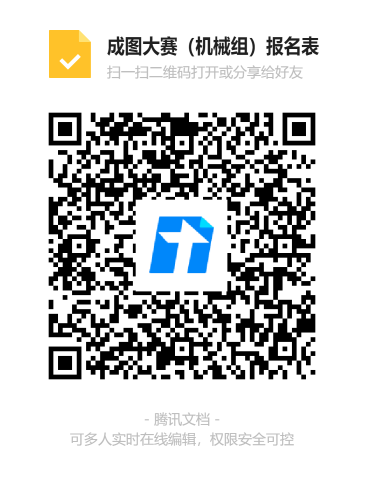 成图大赛（机械组）报名表
扫一扫二维码打开或分享给好友
- 腾讯文档 -
可多人实时在线编辑，权限安全可控